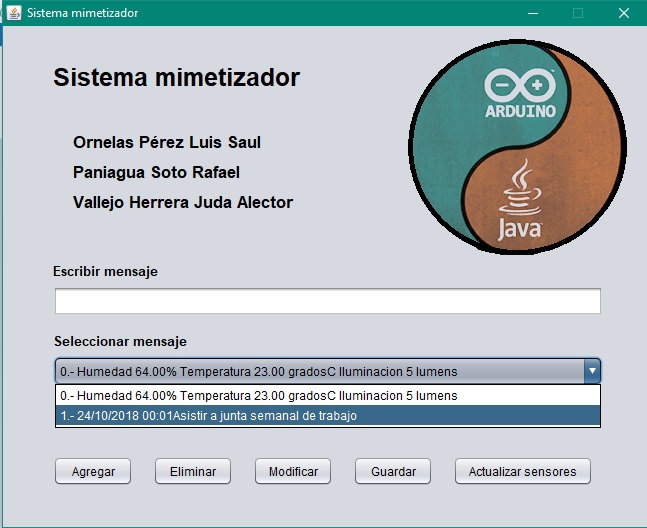 Sistema mimetizador
Sistema mimetizador
ARDUINO
Ornelas Pérez Luis Saul
Paniagua Soto Rafael
Vallejo Herrera Juda Alector
Java
Escribir mensaje
Seleccionar mensaje
0.- Humedad 64.00% Temperatura 23.00 gradosC Iluminacion 5 lumens
0.- Humedad 64.00% Temperatura 23.00 gradosC Iluminacion 5 lumens
1.- 24/10/2018 00:01Asistir a junta semanal de trabajo
Agregar Eliminar Modificar Guardar Actualizar sensores